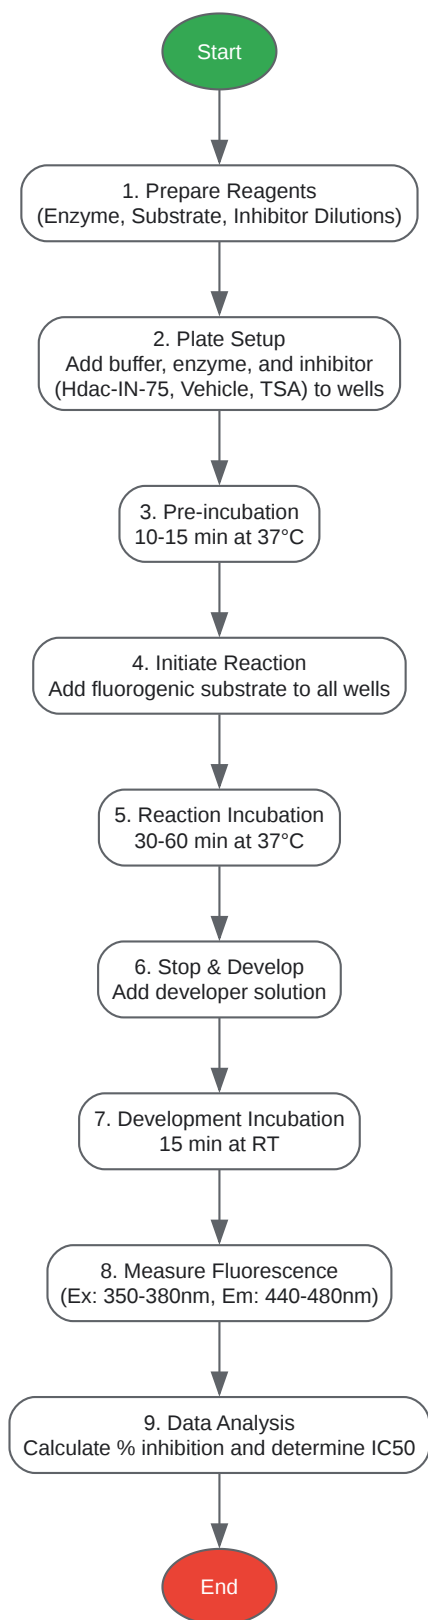 Start
1. Prepare Reagents
(Enzyme, Substrate, Inhibitor Dilutions)
2. Plate Setup
Add buffer, enzyme, and inhibitor
(Hdac-IN-75, Vehicle, TSA) to wells
3. Pre-incubation
10-15 min at 37°C
4. Initiate Reaction
Add fluorogenic substrate to all wells
5. Reaction Incubation
30-60 min at 37°C
6. Stop & Develop
Add developer solution
7. Development Incubation
15 min at RT
8. Measure Fluorescence
(Ex: 350-380nm, Em: 440-480nm)
9. Data Analysis
Calculate % inhibition and determine IC50
End